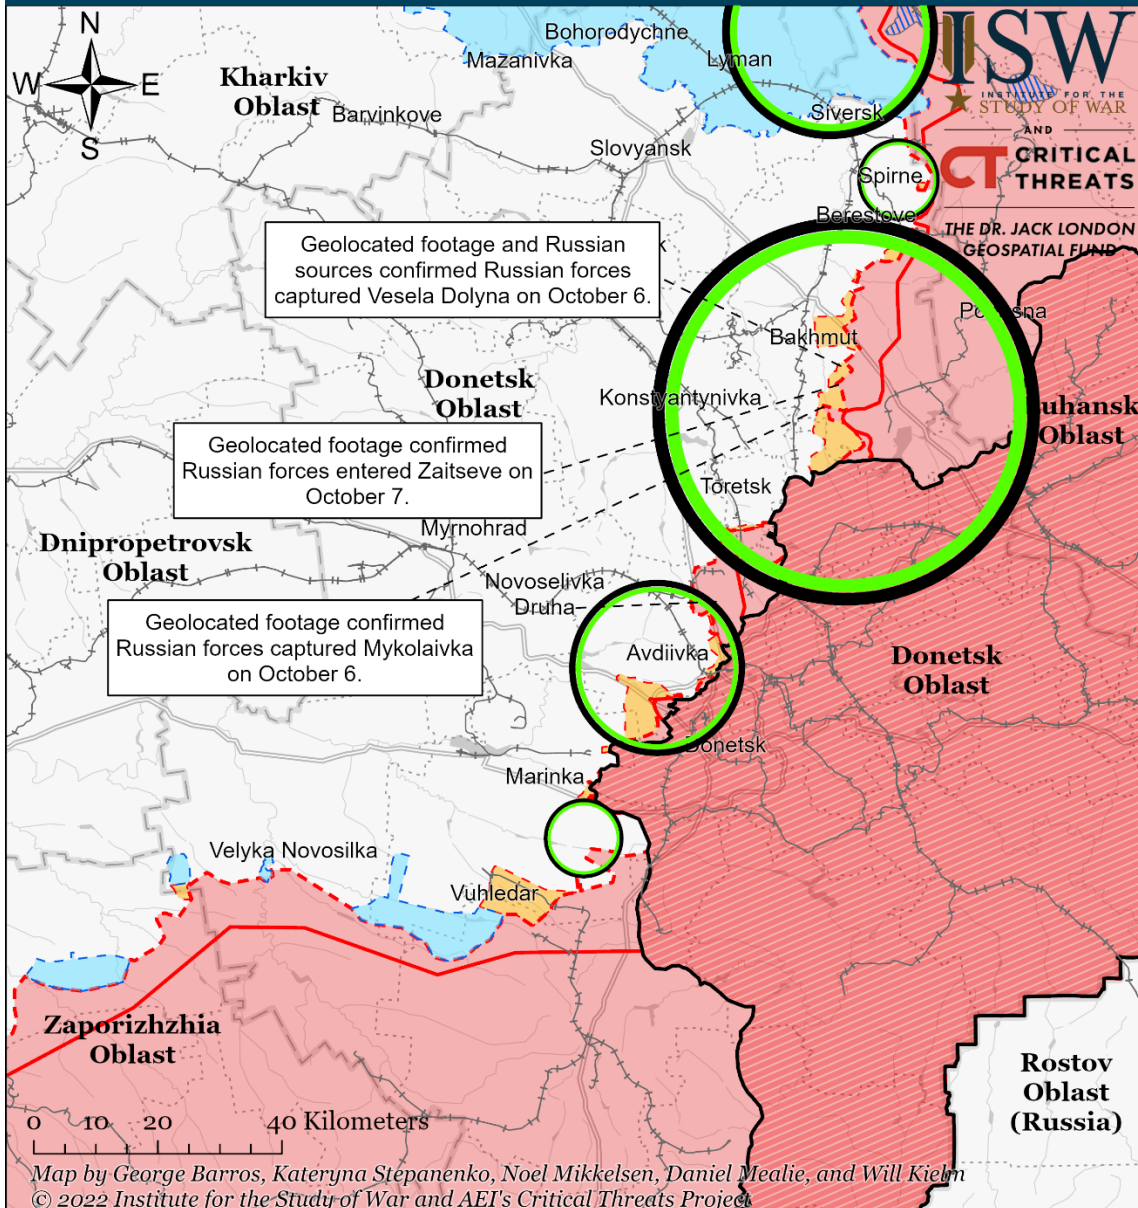 N
W
E
S
Kharkiv
Oblast
Bohorodychne
Mazanivka
Lyman
Barvinkove
Siversk
Slovyansk
Spirne
Berestove
ISW
INSTITUTE FOR THE
STUDY OF WAR
AND
CT CRITICAL
THREATS
THE DR. JACK LONDON
GEOSPATIAL FUND
Geolocated footage and Russian
sources confirmed Russian forces
captured Vesela Dolyna on October 6.
Bakhmut
Donetsk
Oblast
Konstyantynivka
Oblast
Geolocated footage confirmed
Russian forces entered Zaitseve on
October 7.
Toretsk
Myrnohrad
Dnipropetrovsk
Oblast
Novoselivka
Druha
Geolocated footage confirmed
Russian forces captured Mykolaivka
on October 6.
Avdiivka
Donetsk
Oblast
Donetsk
Marinka
Velyka Novosilka
Vuhledar
Zaporizhzhia
Oblast
Rostov
Oblast
(Russia)
0 10 20 40 Kilometers
Map by George Barros, Kateryna Stepanenko, Noel Mikkelsen, Daniel Mealie, and Will Kielm
© 2022 Institute for the Study of War and AEI's Critical Threats Project